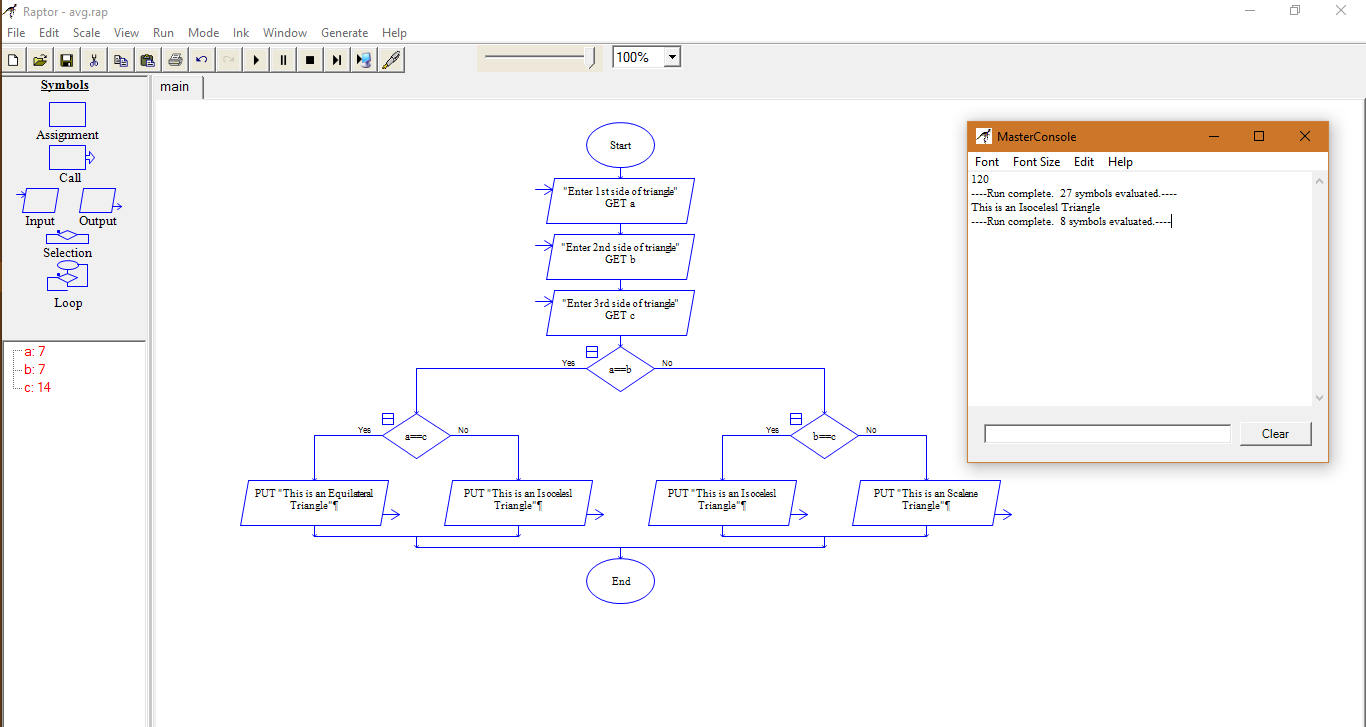 Raptor - avg.rap
File Edit Scale View Run Mode Ink Window Generate Help
100%
Symbols
Assignment
Call
Input Output
Selection
Loop
a: 7
b: 7
c: 14
main
Start
"Enter 1st side of triangle"
GET a
"Enter 2nd side of triangle"
GET b
"Enter 3rd side of triangle"
GET c
Yes a==b No
Yes a==c No
Yes b==c No
PUT "This is an Equilateral
Triangle"¶
PUT "This is an Isocelesl
Triangle"¶
PUT "This is an Isocelesl
Triangle"¶
PUT "This is an Scalene
Triangle"¶
End
MasterConsole
Font Font Size Edit Help
120
----Run complete. 27 symbols evaluated.----
This is an Isocelesl Triangle
----Run complete. 8 symbols evaluated.----
Clear